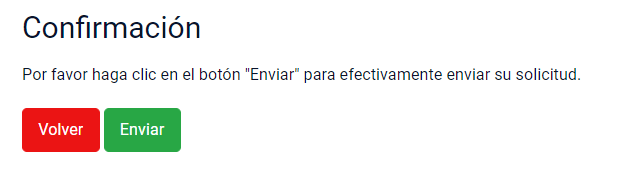 Confirmación
Por favor haga clic en el botón "Enviar" para efectivamente enviar su solicitud.
Volver Enviar